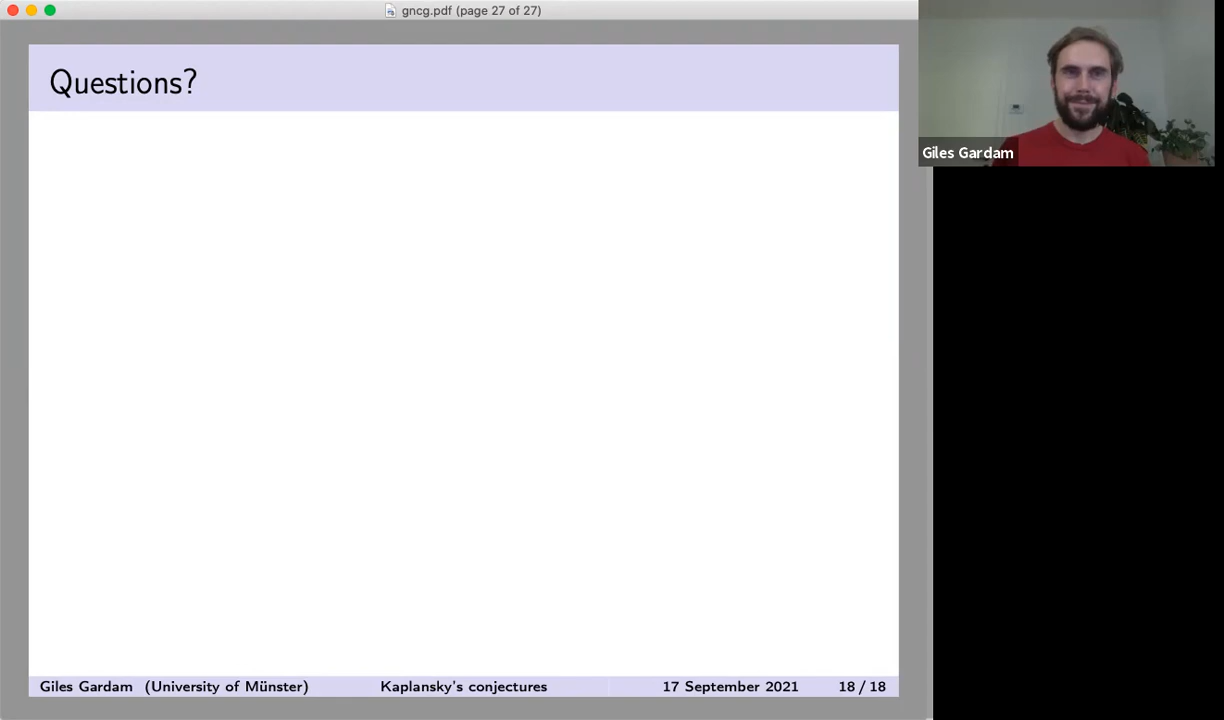 gncg.pdf (page 27 of 27)
Questions?
Giles Gardam
Giles Gardam (University of Münster) Kaplansky's conjectures 17 September 2021 18 / 18